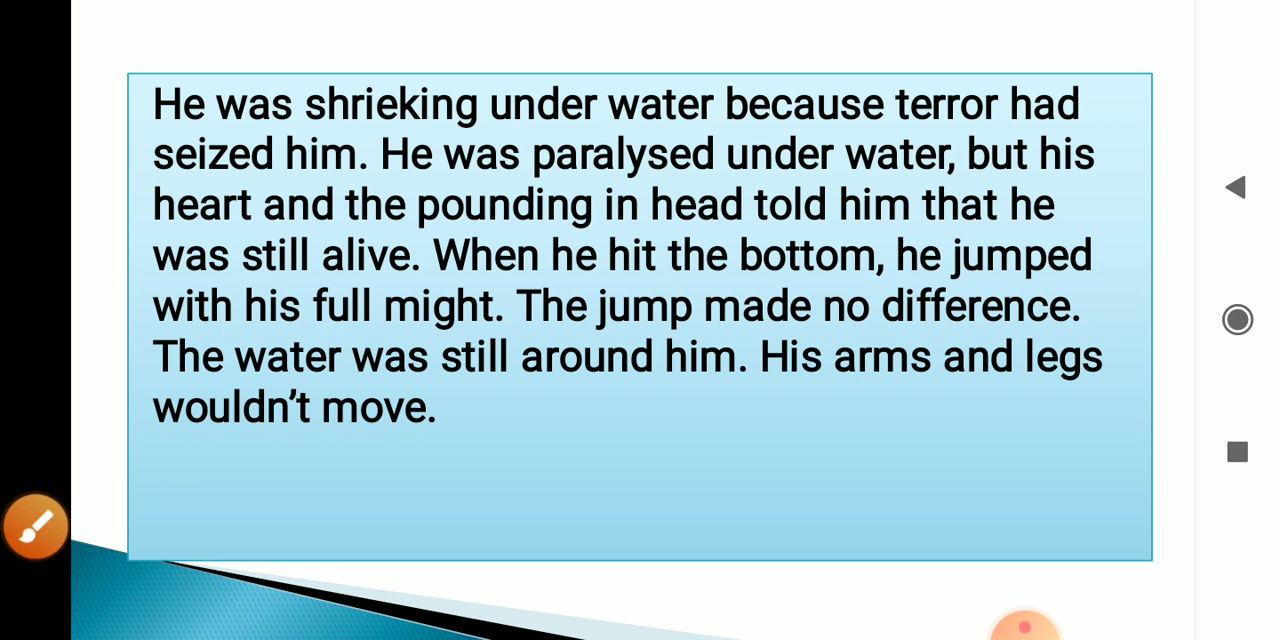 He was shrieking under water because terror had
seized him. He was paralysed under water, but his
heart and the pounding in head told him that he
was still alive. When he hit the bottom, he jumped
with his full might. The jump made no difference.
The water was still around him. His arms and legs
wouldn’t move.